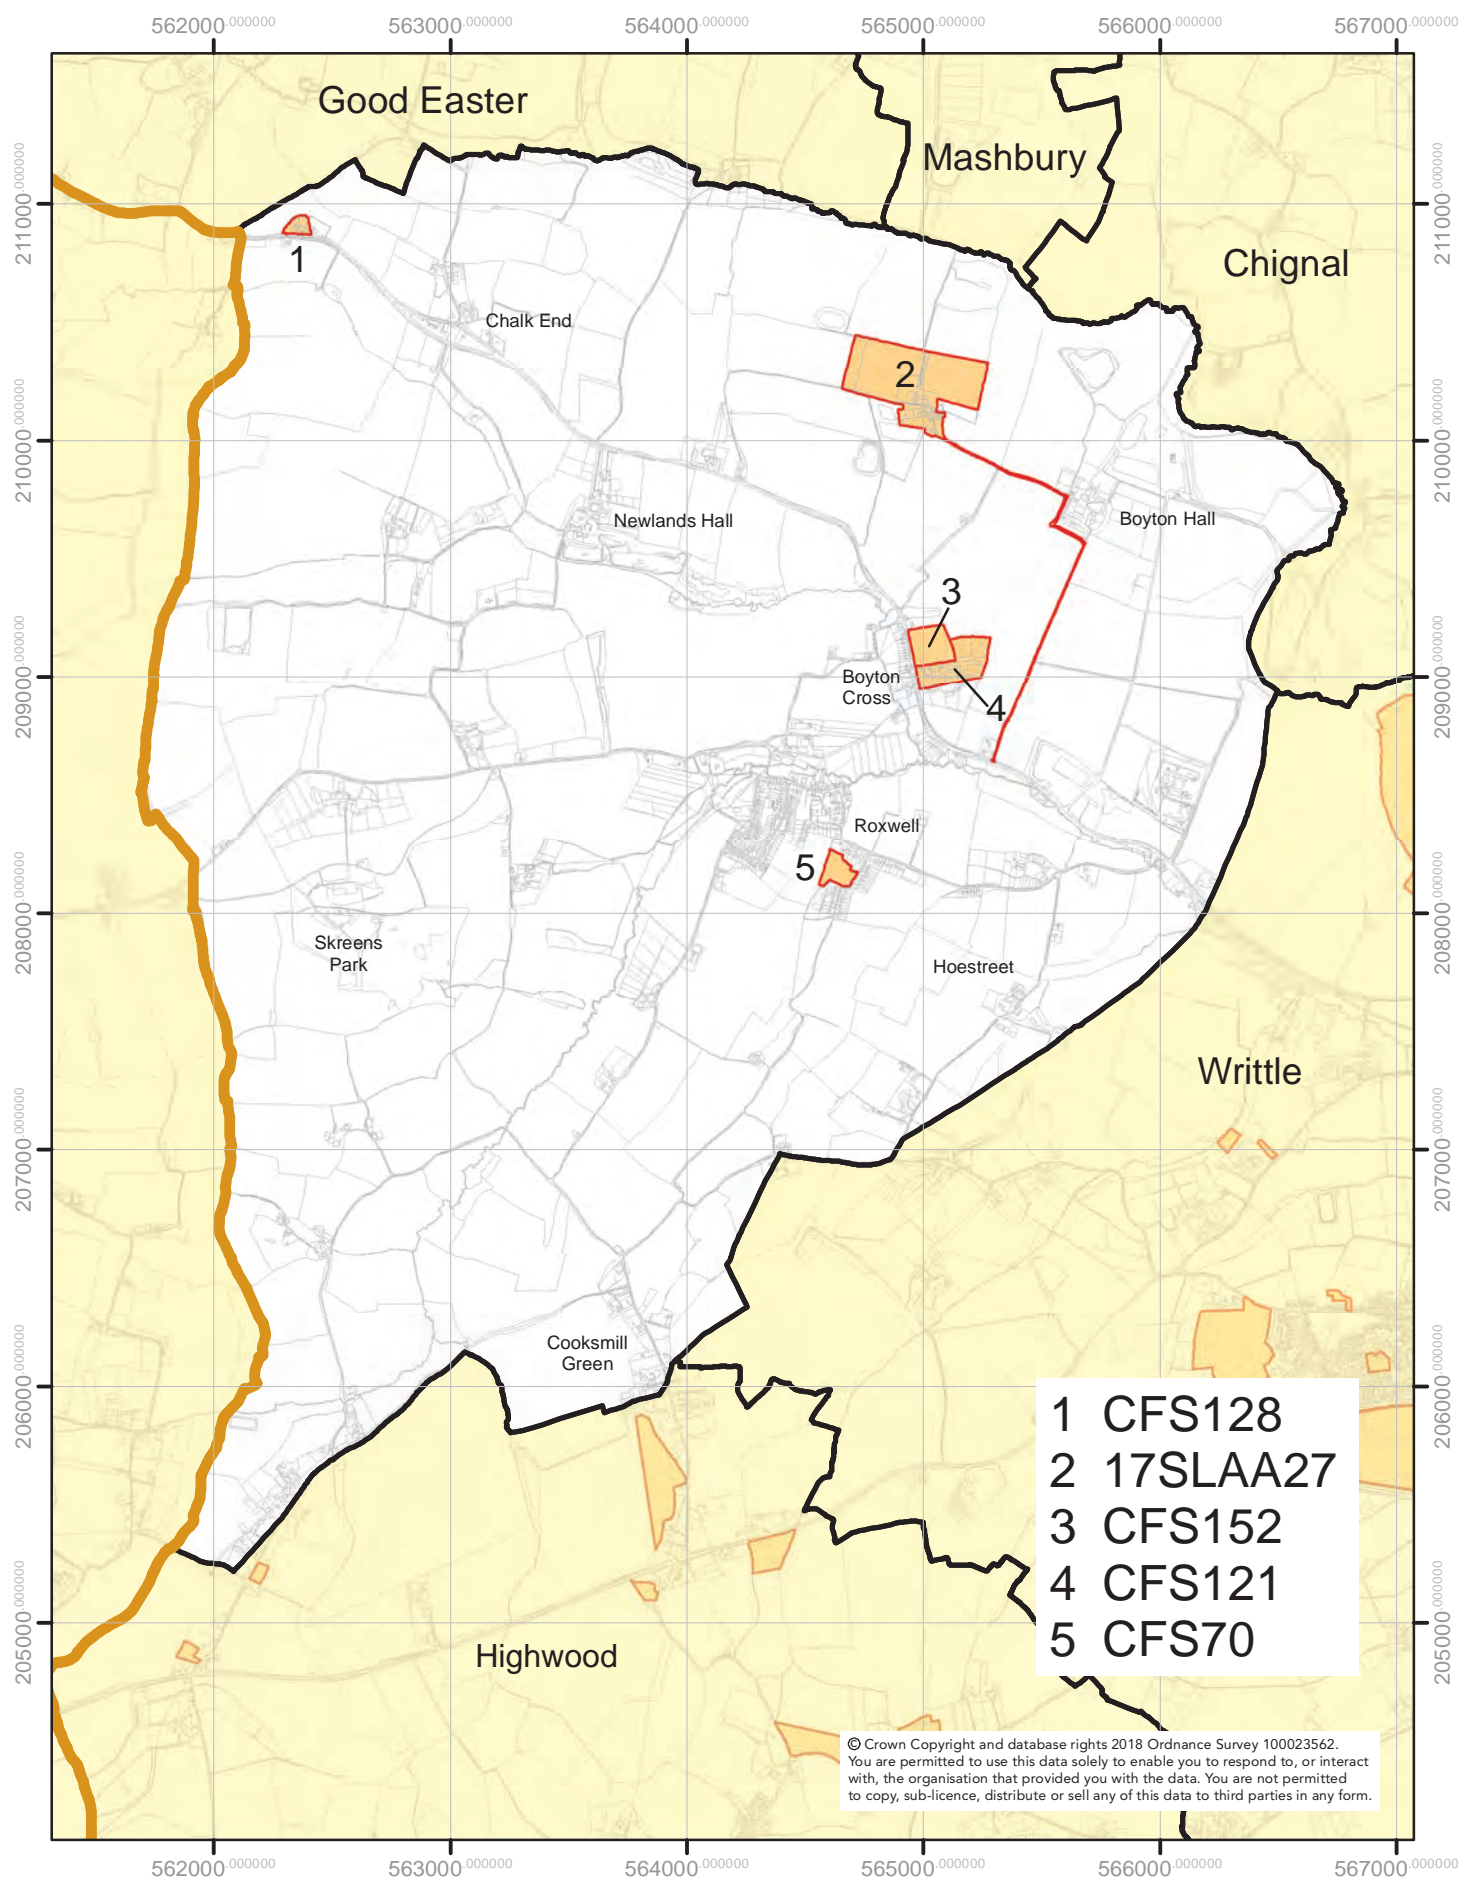 562000.000000 563000.000000 564000.000000 565000.000000 566000.000000 567000.000000
Good Easter
Mashbury
211000.000000
211000.000000
Chignal
1
Chalk End
2
210000.000000
210000.000000
Newlands Hall
Boyton Hall
3
Boyton
Cross
209000.000000
209000.000000
4
Roxwell
5
208000.000000
208000.000000
Skreens
Park
Hoestreet
Writtle
207000.000000
207000.000000
Cooksmill
Green
206000.000000
206000.000000
1 CFS128
2 17SLAA27
3 CFS152
4 CFS121
5 CFS70
205000.000000
205000.000000
Highwood
© Crown Copyright and database rights 2018 Ordnance Survey 100023562.
You are permitted to use this data solely to enable you to respond to, or interact
with, the organisation that provided you with the data. You are not permitted
to copy, sub-licence, distribute or sell any of this data to third parties in any form.
562000.000000 563000.000000 564000.000000 565000.000000 566000.000000 567000.000000